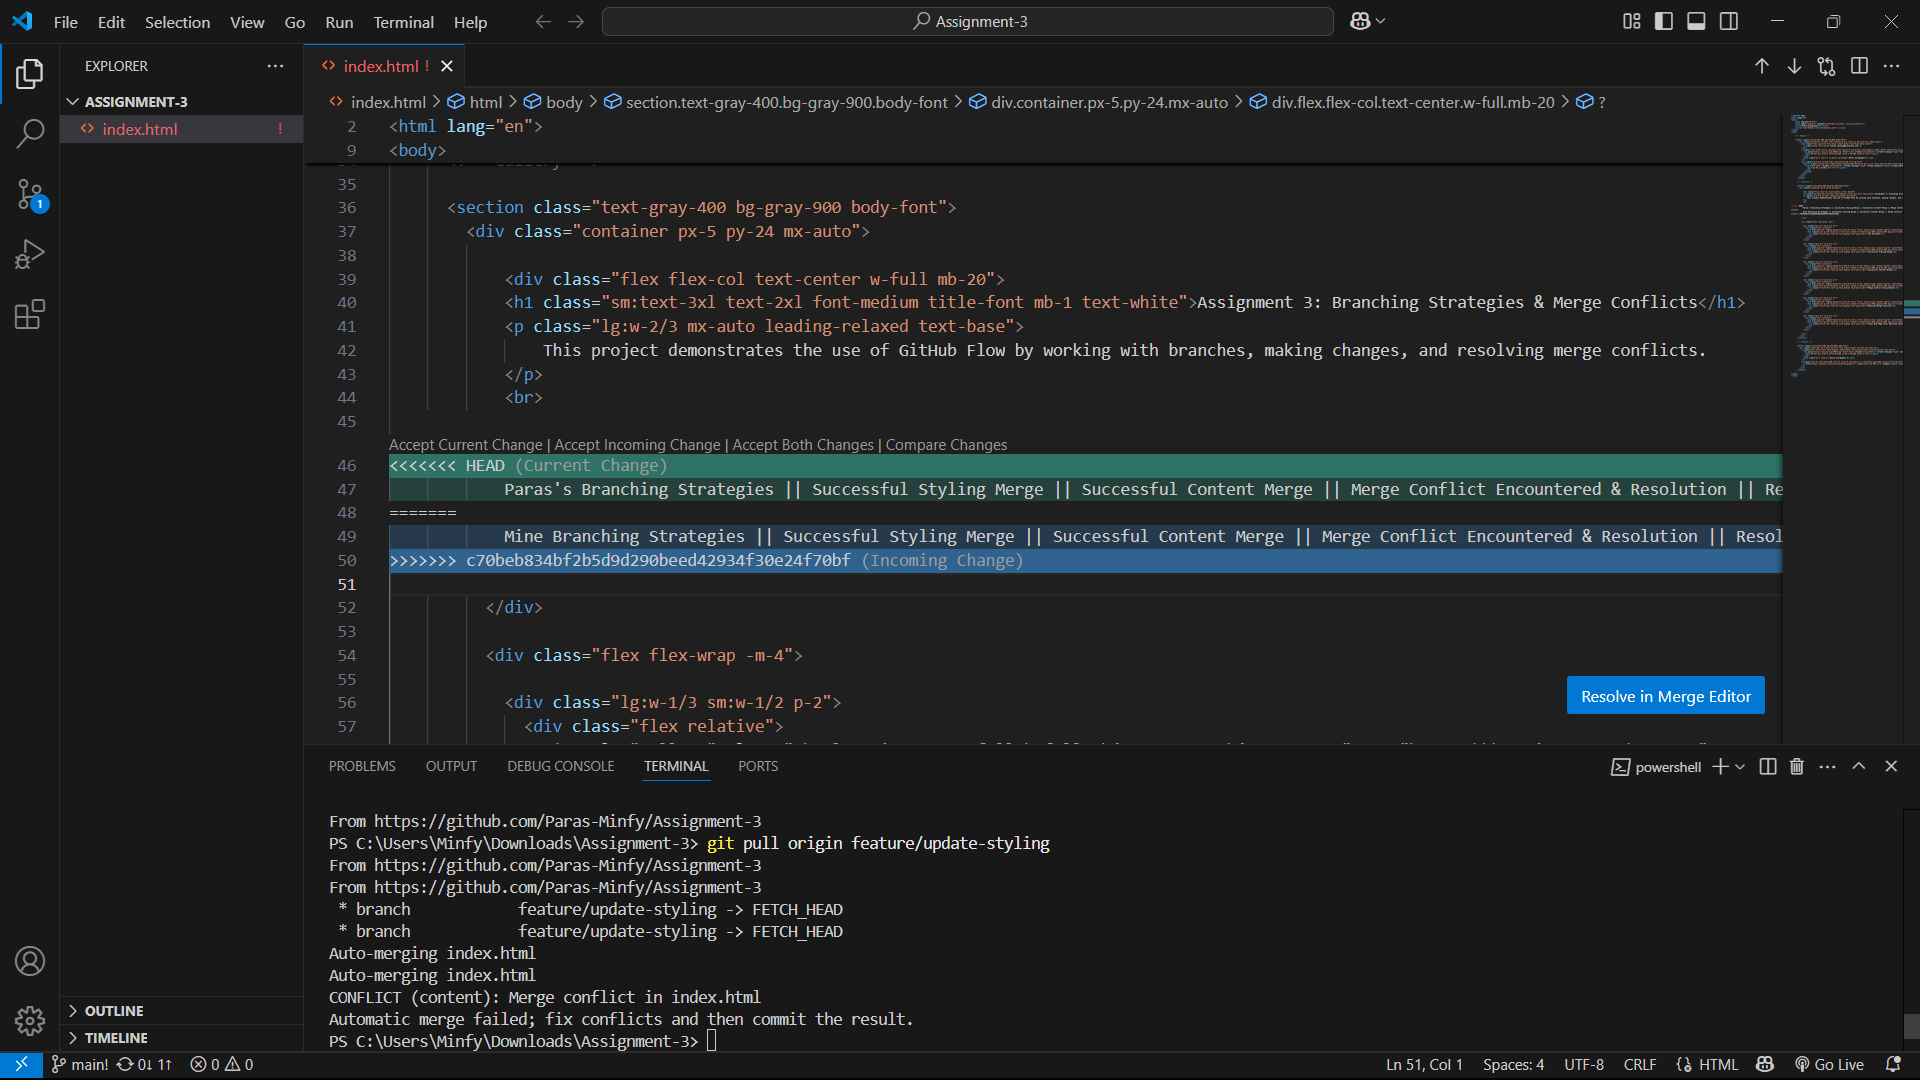 File Edit Selection View Go Run Terminal Help
Assignment-3
EXPLORER
ASSIGNMENT-3
index.html !
1
index.html !
index.html > html > body > section.text-gray-400.bg-gray-900.body-font > div.container.px-5.py-24.mx-auto > div.flex.flex-col.text-center.w-full.mb-20 > ?
2 <html lang="en">
9 <body>
35
36 <section class="text-gray-400 bg-gray-900 body-font">
37 <div class="container px-5 py-24 mx-auto">
38
39 <div class="flex flex-col text-center w-full mb-20">
40 <h1 class="sm:text-3xl text-2xl font-medium title-font mb-1 text-white">Assignment 3: Branching Strategies & Merge Conflicts</h1>
41 <p class="lg:w-2/3 mx-auto leading-relaxed text-base">
42 This project demonstrates the use of GitHub Flow by working with branches, making changes, and resolving merge conflicts.
43 </p>
44 <br>
45
Accept Current Change | Accept Incoming Change | Accept Both Changes | Compare Changes
46 <<<<<<< HEAD (Current Change)
47 Paras's Branching Strategies || Successful Styling Merge || Successful Content Merge || Merge Conflict Encountered & Resolution || Re
48 =======
49 Mine Branching Strategies || Successful Styling Merge || Successful Content Merge || Merge Conflict Encountered & Resolution || Resol
50 >>>>>>> c70beb834bf2b5d9d290beed42934f30e24f70bf (Incoming Change)
51
52 </div>
53
54 <div class="flex flex-wrap -m-4">
55
56 <div class="lg:w-1/3 sm:w-1/2 p-2">
57 <div class="flex relative">
Resolve in Merge Editor
PROBLEMS OUTPUT DEBUG CONSOLE TERMINAL PORTS
powershell
From https://github.com/Paras-Minfy/Assignment-3
PS C:\Users\Minfy\Downloads\Assignment-3> git pull origin feature/update-styling
From https://github.com/Paras-Minfy/Assignment-3
From https://github.com/Paras-Minfy/Assignment-3
* branch feature/update-styling -> FETCH_HEAD
* branch feature/update-styling -> FETCH_HEAD
Auto-merging index.html
Auto-merging index.html
CONFLICT (content): Merge conflict in index.html
Automatic merge failed; fix conflicts and then commit the result.
PS C:\Users\Minfy\Downloads\Assignment-3>
OUTLINE
TIMELINE
main! 0↓ 1↑ 0 0
Ln 51, Col 1 Spaces: 4 UTF-8 CRLF HTML Go Live